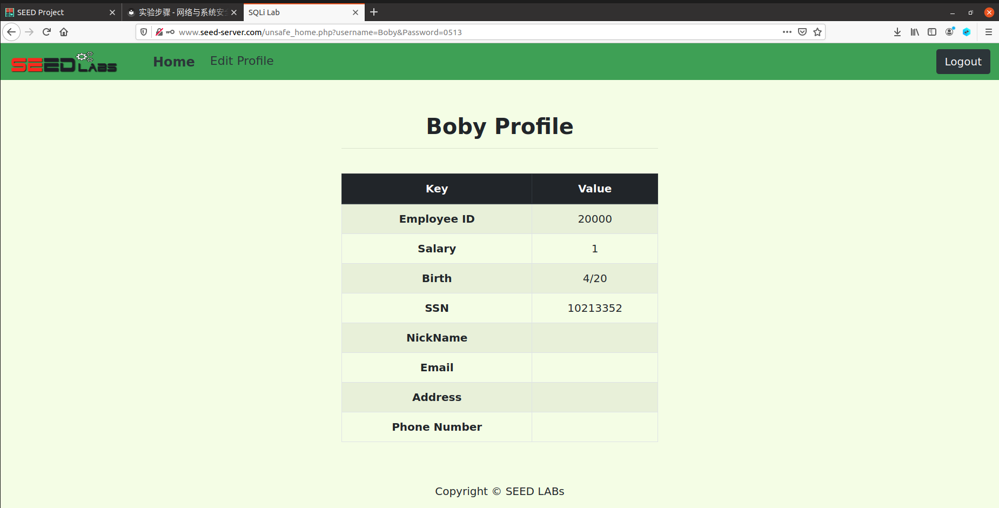 SEED Project
实验步骤 - 网络与系统安
SQLi Lab
www.seed-server.com/unsafe_home.php?username=Boby&Password=0513
SEED LABS
Home
Edit Profile
Logout
Boby Profile
Key Value
Employee ID 20000
Salary 1
Birth 4/20
SSN 10213352
NickName
Email
Address
Phone Number
Copyright © SEED LABs